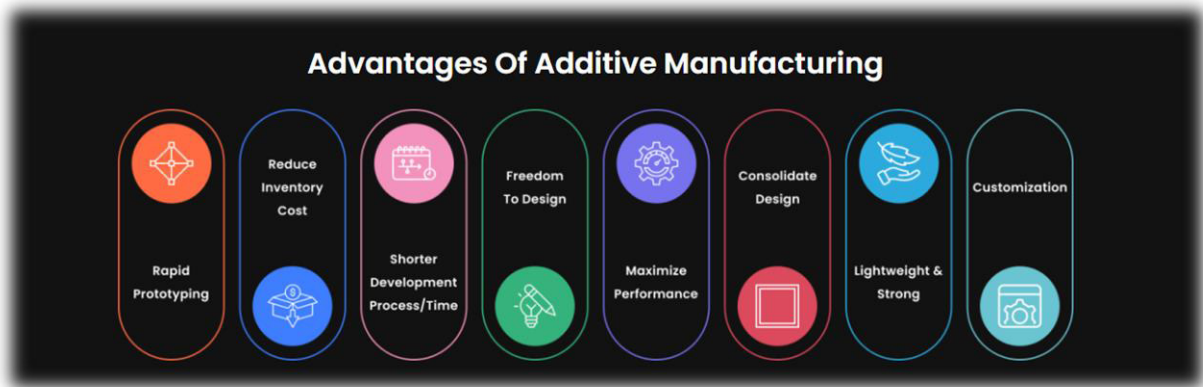 Advantages Of Additive Manufacturing
Rapid
Prototyping
Reduce
Inventory
Cost
Shorter
Development
Process/Time
Freedom
To Design
Maximize
Performance
Consolidate
Design
Lightweight &
Strong
Customization